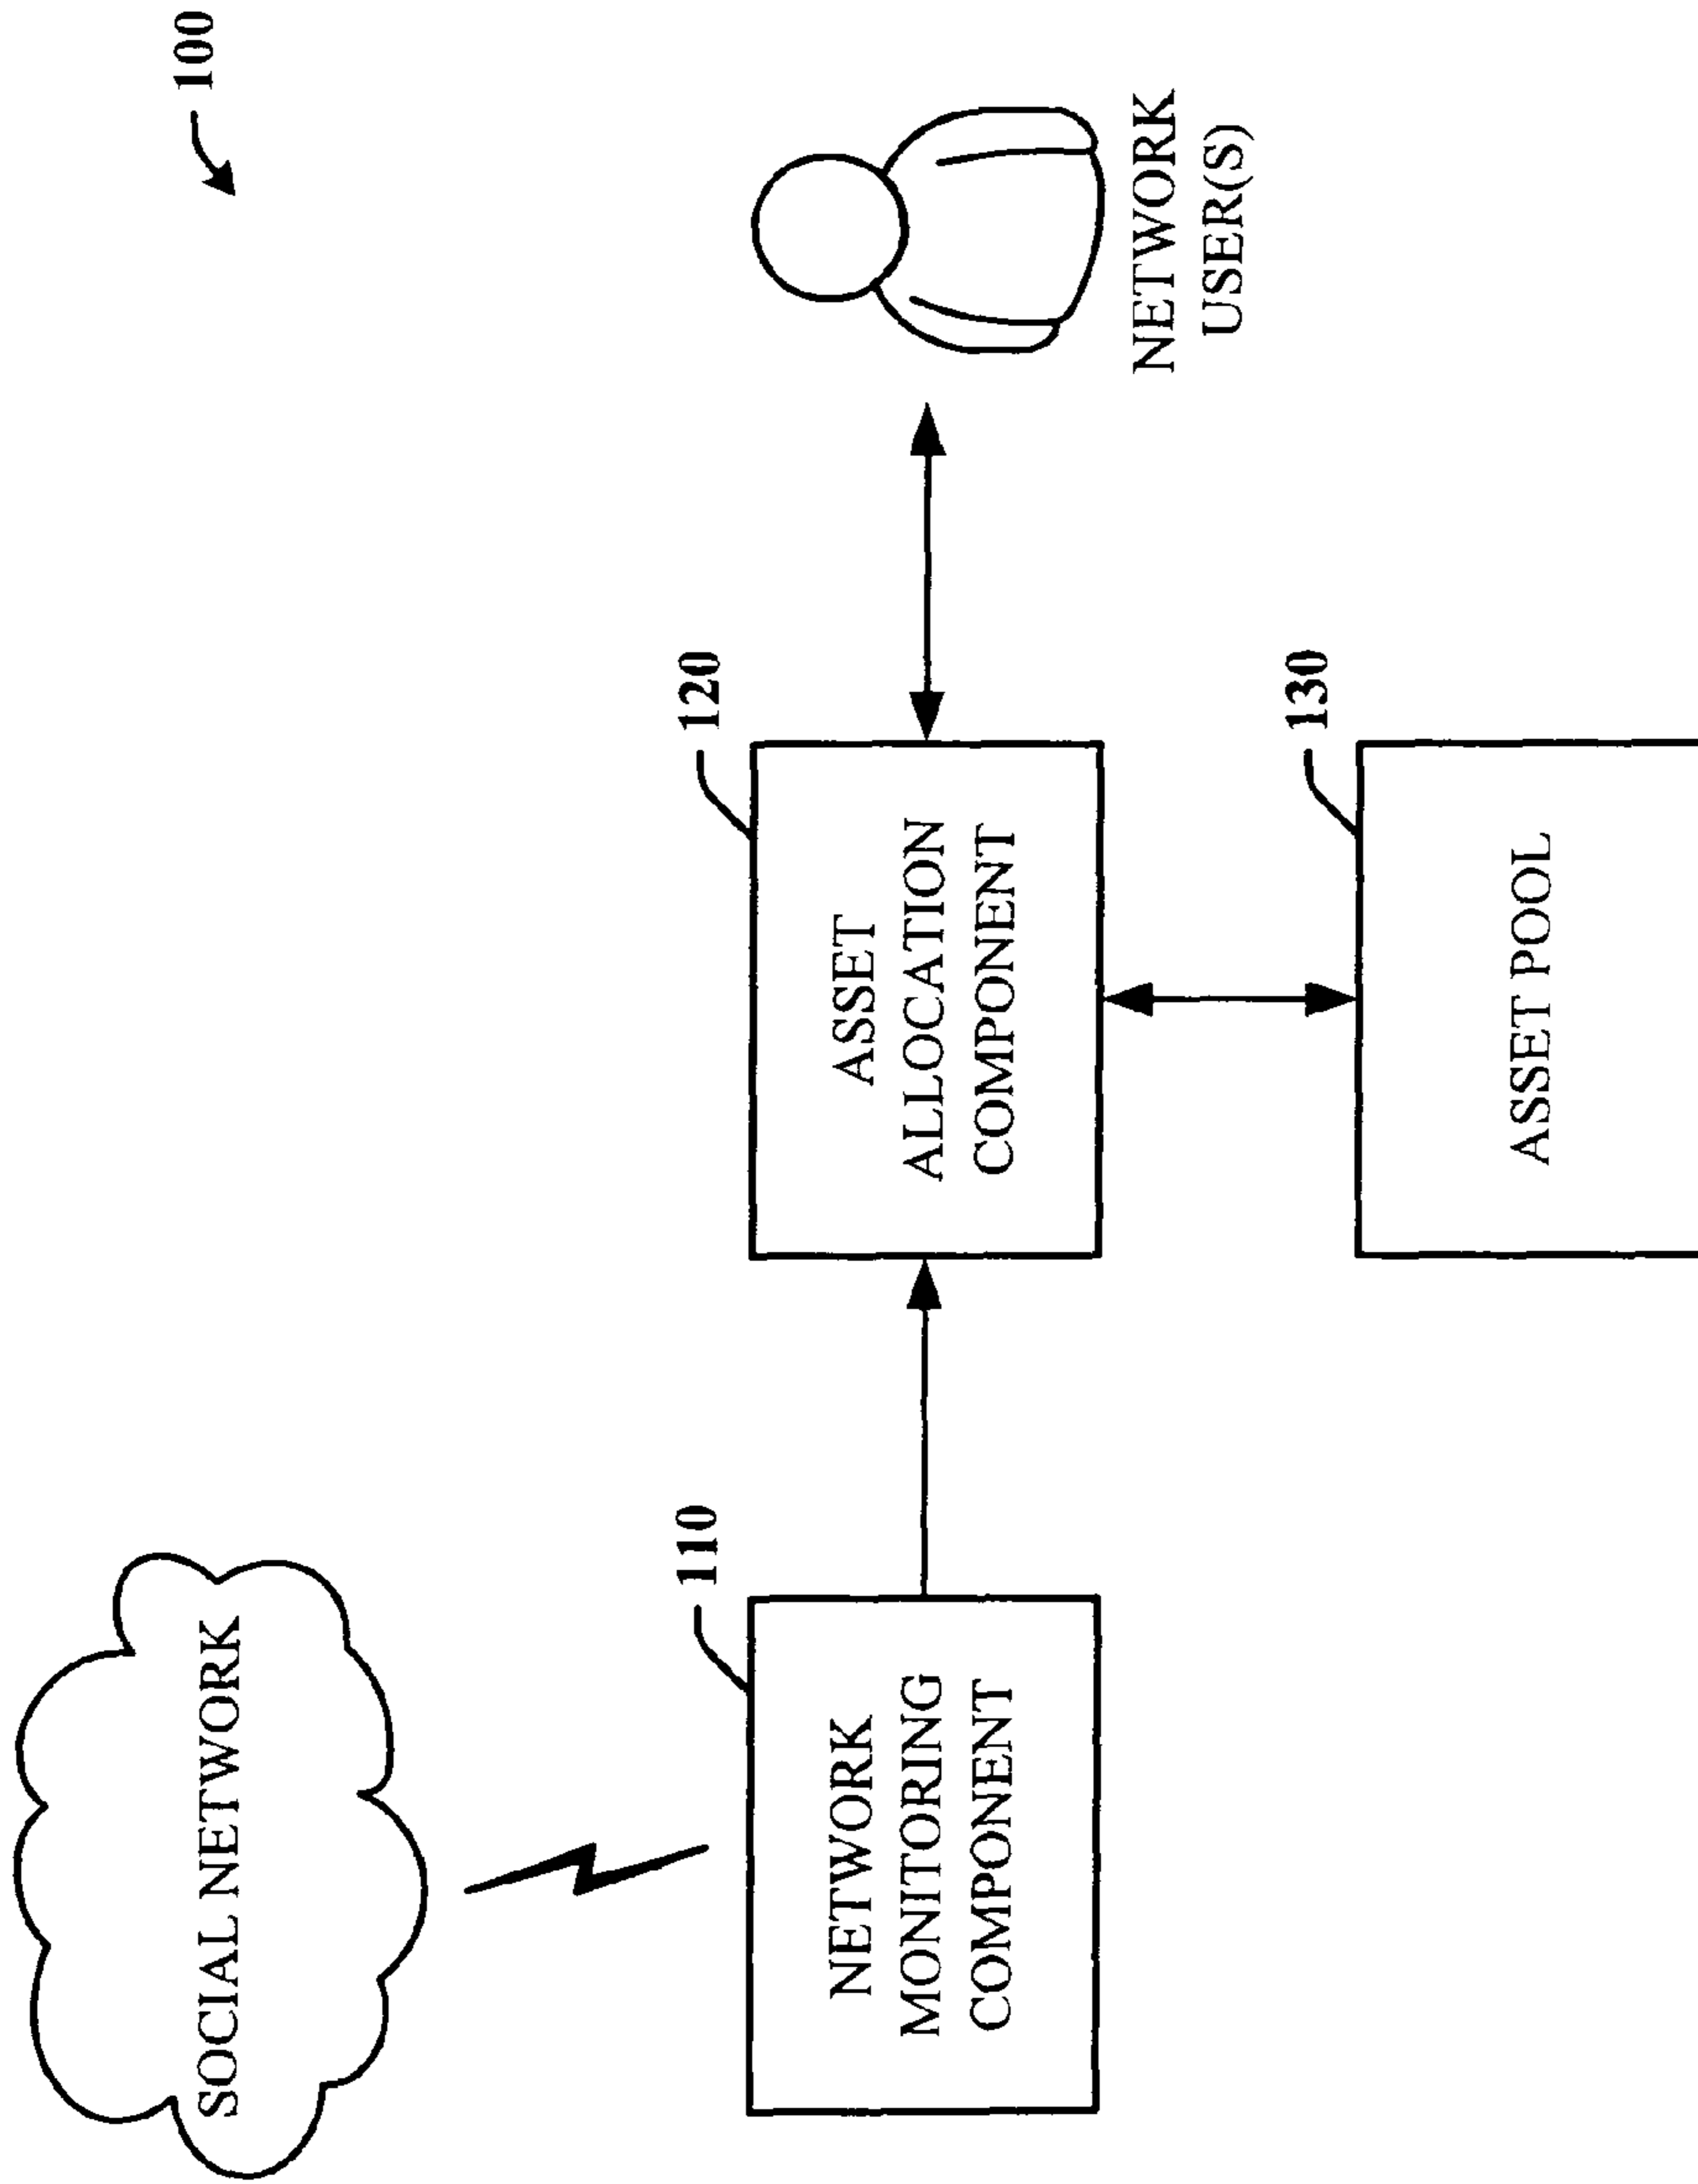 100
SOCIAL NETWORK
110
NETWORK
MONITORING
COMPONENT
120
ASSET
ALLOCATION
COMPONENT
NETWORK
USER(S)
130
ASSET POOL